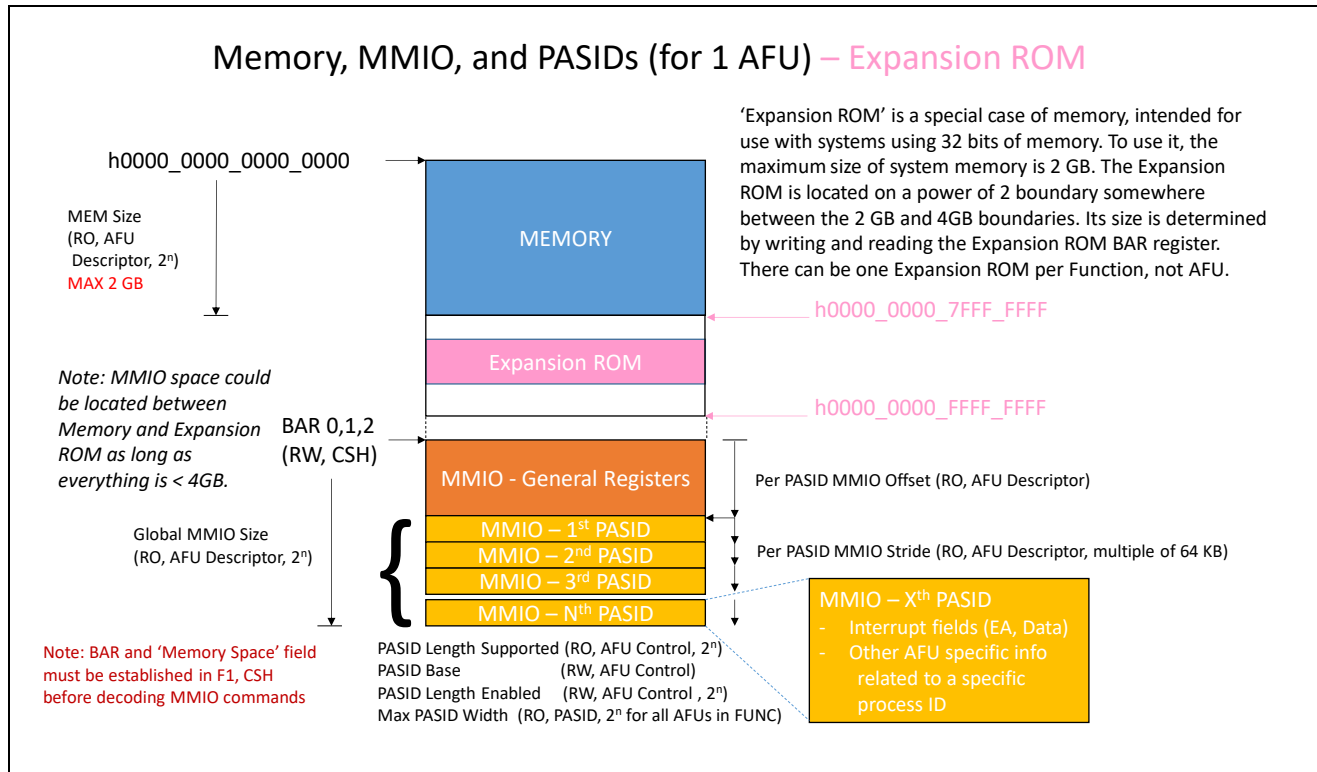 Memory, MMIO, and PASIDs (for 1 AFU) – Expansion ROM
‘Expansion ROM’ is a special case of memory, intended for
use with systems using 32 bits of memory. To use it, the
maximum size of system memory is 2 GB. The Expansion
ROM is located on a power of 2 boundary somewhere
between the 2 GB and 4GB boundaries. Its size is determined
by writing and reading the Expansion ROM BAR register.
There can be one Expansion ROM per Function, not AFU.
h0000_0000_0000_0000
MEM Size
(RO, AFU
Descriptor, 2ⁿ)
MAX 2 GB
MEMORY
h0000_0000_7FFF_FFFF
Expansion ROM
h0000_0000_FFFF_FFFF
Note: MMIO space could
be located between
Memory and Expansion
ROM as long as
everything is < 4GB.
BAR 0,1,2
(RW, CSH)
MMIO - General Registers
Per PASID MMIO Offset (RO, AFU Descriptor)
Global MMIO Size
(RO, AFU Descriptor, 2ⁿ)
{
MMIO – 1st PASID
MMIO – 2nd PASID
MMIO – 3rd PASID
MMIO – Nth PASID
Per PASID MMIO Stride (RO, AFU Descriptor, multiple of 64 KB)
MMIO – Xth PASID
- Interrupt fields (EA, Data)
- Other AFU specific info
related to a specific
process ID
Note: BAR and ‘Memory Space’ field
must be established in F1, CSH
before decoding MMIO commands
PASID Length Supported (RO, AFU Control, 2ⁿ)
PASID Base (RW, AFU Control)
PASID Length Enabled (RW, AFU Control , 2ⁿ)
Max PASID Width (RO, PASID, 2ⁿ for all AFUs in FUNC)